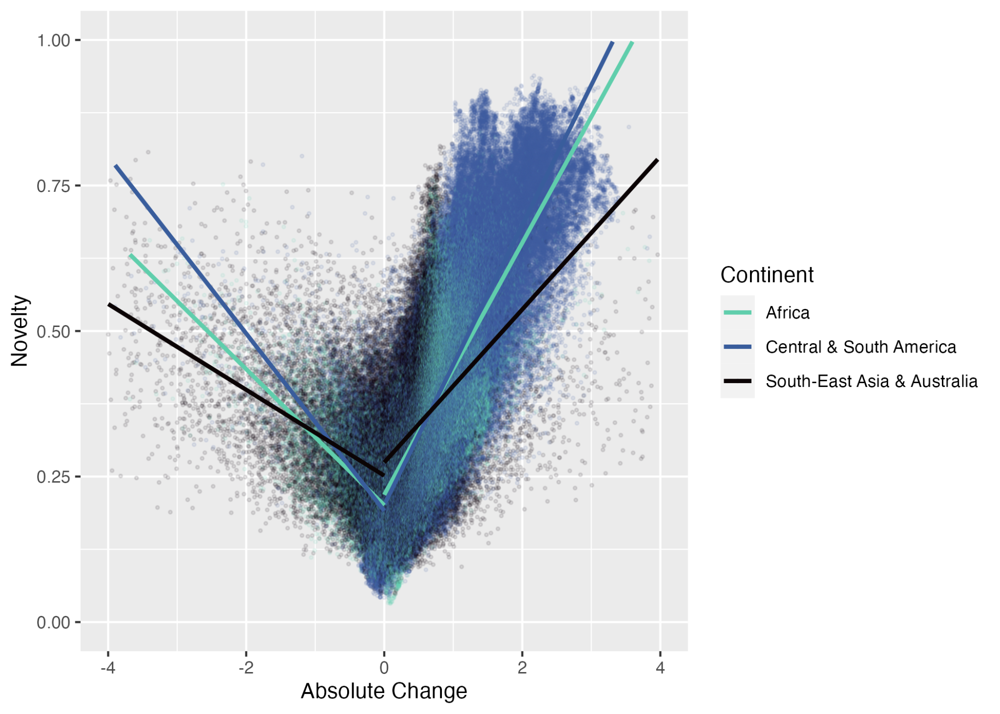 1.00
0.75
0.50
0.25
0.00
Novelty
-4
-2
0
2
4
Absolute Change
Continent
Africa
Central & South America
South-East Asia & Australia